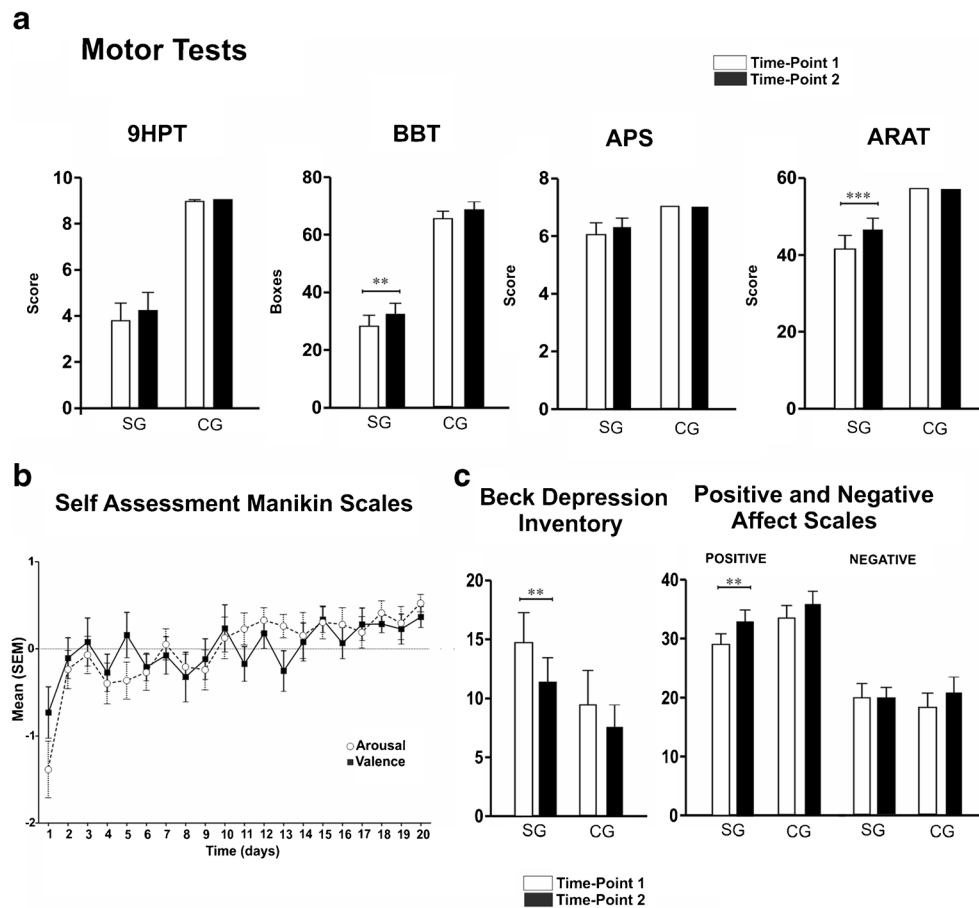 a
Motor Tests
Time-Point 1
Time-Point 2
9HPT
BBT
APS
ARAT
10
8
6
4
2
0
Score
SG
CG
80
60
40
20
0
Boxes
**
SG
CG
8
6
4
2
0
Score
SG
CG
60
40
20
0
Score
***
SG
CG
b
Self Assessment Manikin Scales
1
0
-1
-2
Mean (SEM)
Arousal
Valence
1 2 3 4 5 6 7 8 9 10 11 12 13 14 15 16 17 18 19 20
Time (days)
c
Beck Depression
Inventory
20
15
10
5
0
**
SG
CG
Positive and Negative
Affect Scales
POSITIVE
NEGATIVE
40
30
20
10
0
**
SG
CG
SG
CG
Time-Point 1
Time-Point 2